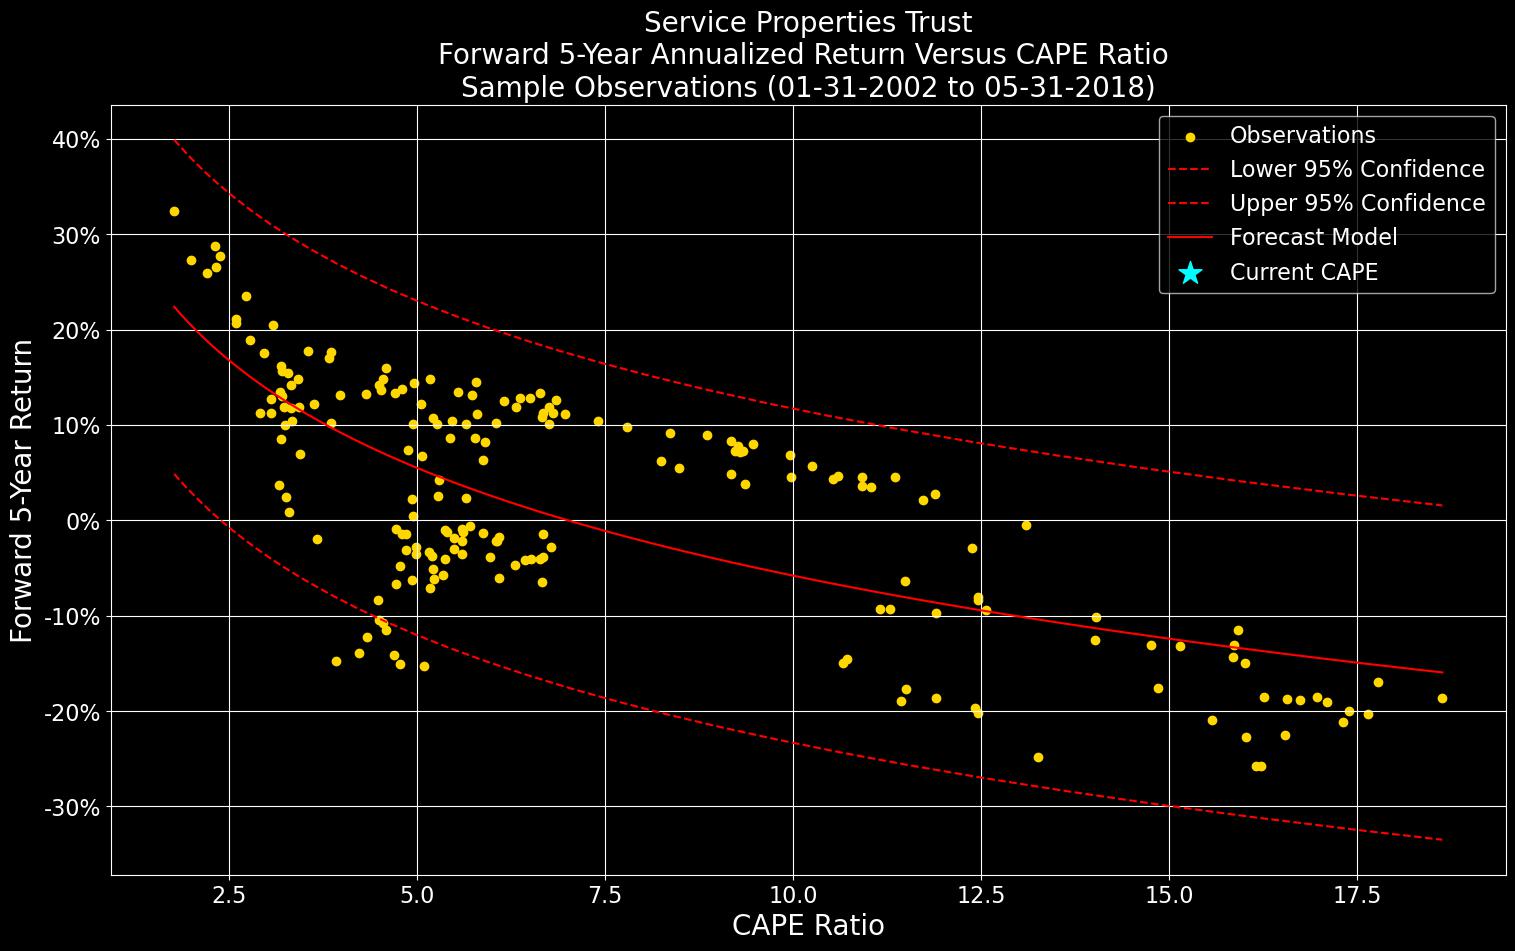 Service Properties Trust
Forward 5-Year Annualized Return Versus CAPE Ratio
Sample Observations (01-31-2002 to 05-31-2018)
Observations
Lower 95% Confidence
Upper 95% Confidence
Forecast Model
Current CAPE
Forward 5-Year Return
40%
30%
20%
10%
0%
-10%
-20%
-30%
2.5 5.0 7.5 10.0 12.5 15.0 17.5
CAPE Ratio